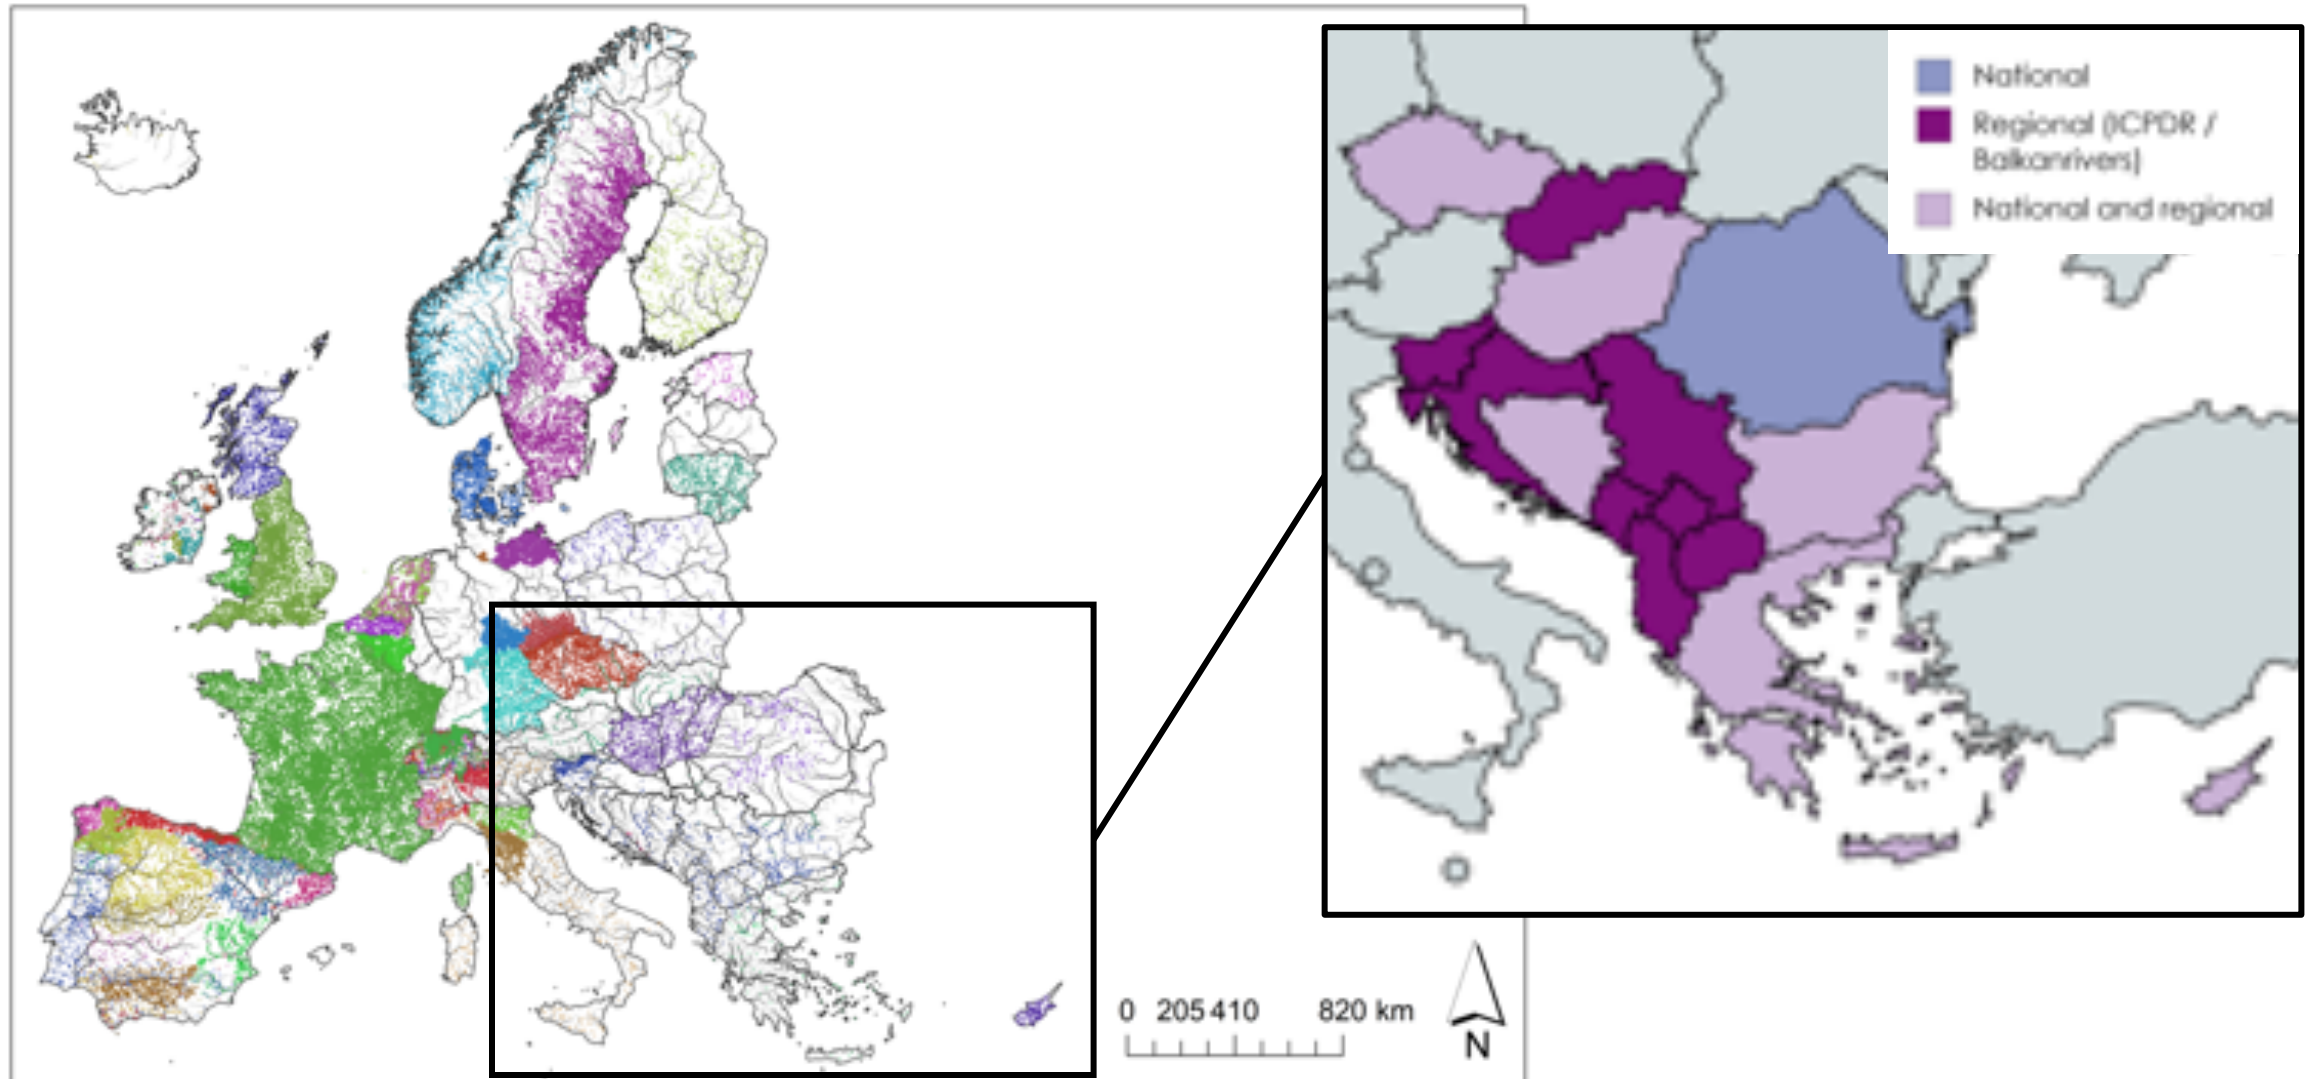 National
Regional (ICPDR /
Balkanrivers)
National and regional
0 205 410 820 km
N